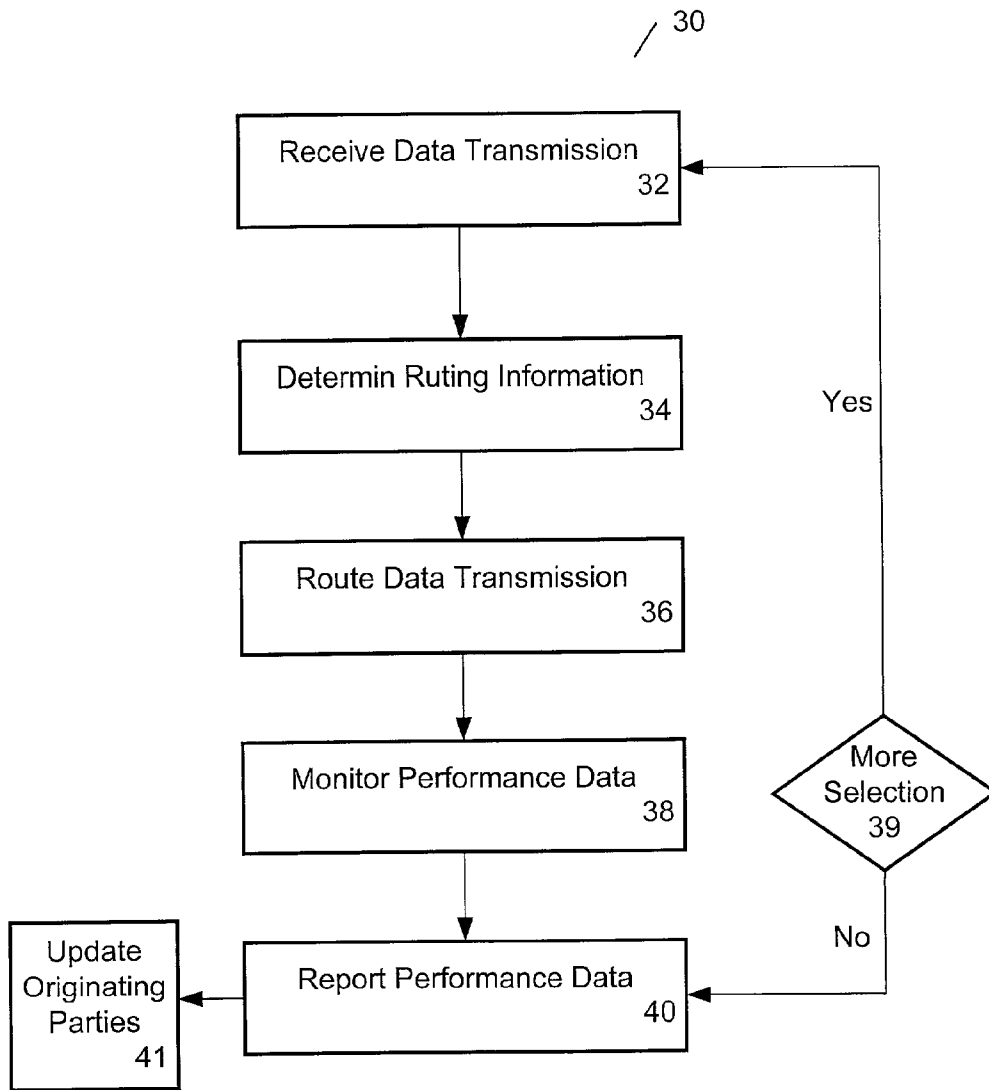 30
Receive Data Transmission
32
Determin Ruting Information
34
Yes
Route Data Transmission
36
Monitor Performance Data
38
More
Selection
39
No
Update
Originating
Parties
41
Report Performance Data
40